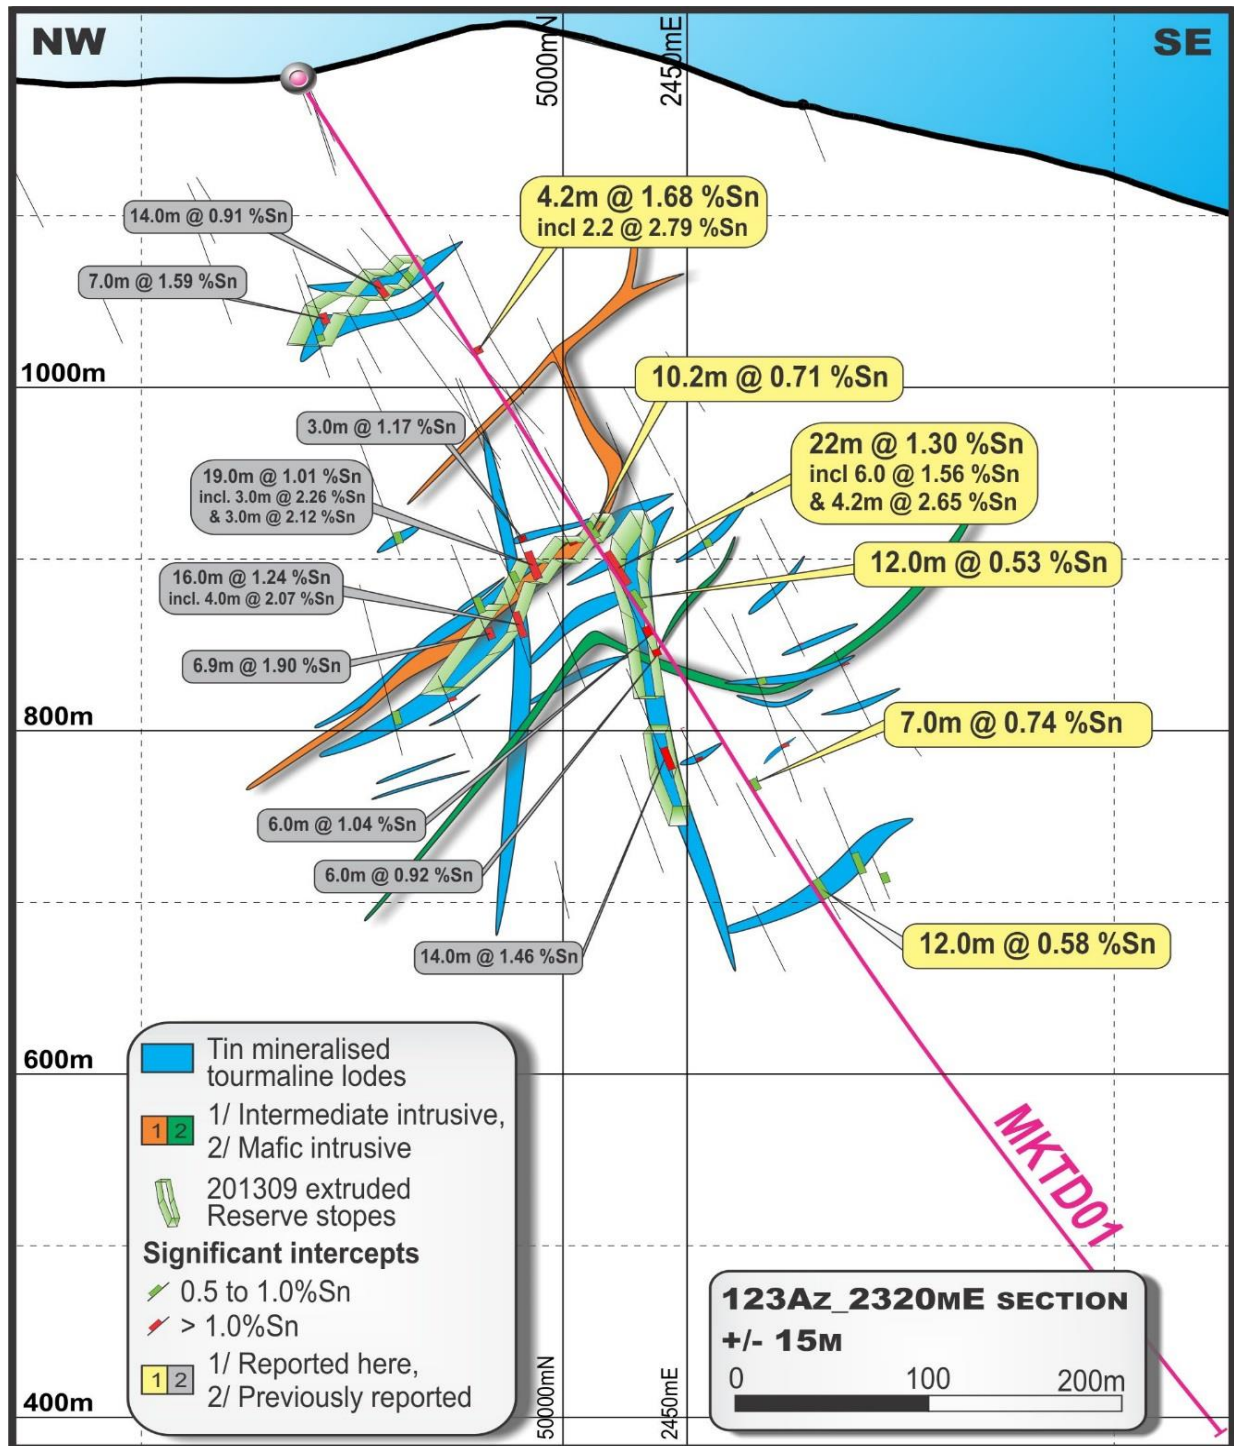 NW
5000mN
2450mE
SE
14.0m @ 0.91 %Sn
4.2m @ 1.68 %Sn
incl 2.2 @ 2.79 %Sn
7.0m @ 1.59 %Sn
1000m
10.2m @ 0.71 %Sn
3.0m @ 1.17 %Sn
22m @ 1.30 %Sn
incl 6.0 @ 1.56 %Sn
& 4.2m @ 2.65 %Sn
19.0m @ 1.01 %Sn
incl. 3.0m @ 2.26 %Sn
& 3.0m @ 2.12 %Sn
12.0m @ 0.53 %Sn
16.0m @ 1.24 %Sn
incl. 4.0m @ 2.07 %Sn
6.9m @ 1.90 %Sn
800m
7.0m @ 0.74 %Sn
6.0m @ 1.04 %Sn
6.0m @ 0.92 %Sn
12.0m @ 0.58 %Sn
14.0m @ 1.46 %Sn
600m
Tin mineralised
tourmaline lodes
1 2 1/ Intermediate intrusive,
2/ Mafic intrusive
201309 extruded
Reserve stopes
Significant intercepts
0.5 to 1.0%Sn
> 1.0%Sn
1 2 1/ Reported here,
2/ Previously reported
MKTD01
123AZ_2320ME SECTION
+/- 15M
0 100 200m
400m
50000mN
2450mE